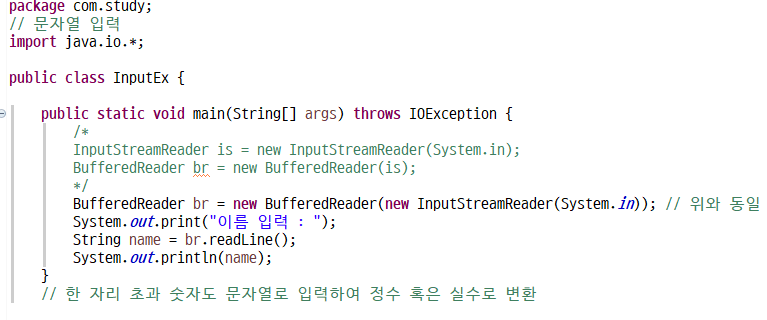 package com.study;
// 문자열 입력
import java.io.*;
public class InputEx {
public static void main(String[] args) throws IOException {
/*
InputStreamReader is = new InputStreamReader(System.in);
BufferedReader br = new BufferedReader(is);
*/
BufferedReader br = new BufferedReader(new InputStreamReader(System.in)); // 위와 동일
System.out.print("이름 입력 : ");
String name = br.readLine();
System.out.println(name);
}
// 한 자리 초과 숫자도 문자열로 입력하여 정수 혹은 실수로 변환